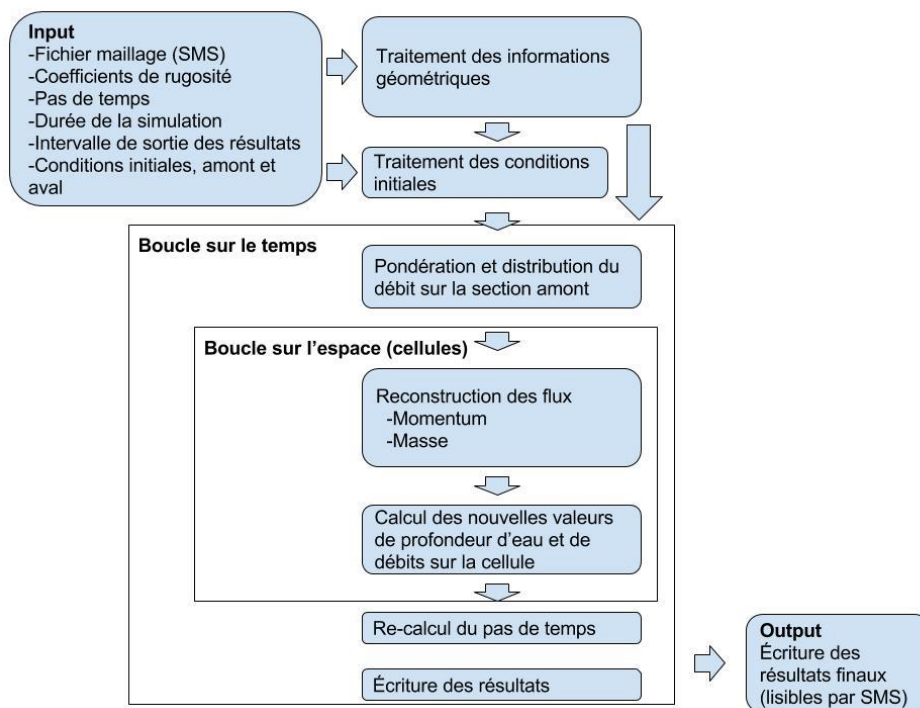 Input
-Fichier maillage (SMS)
-Coefficients de rugosité
-Pas de temps
-Durée de la simulation
-Intervalle de sortie des résultats
-Conditions initiales, amont et
aval
Traitement des informations
géométriques
Traitement des conditions
initiales
Boucle sur le temps
Pondération et distribution du
débit sur la section amont
Boucle sur l'espace (cellules)
Reconstruction des flux
-Momentum
-Masse
Calcul des nouvelles valeurs
de profondeur d'eau et de
débits sur la cellule
Re-calcul du pas de temps
Écriture des résultats
Output
Écriture des
résultats finaux
(lisibles par SMS)